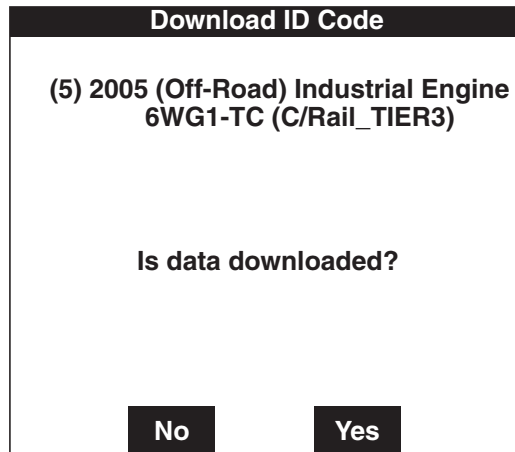 Download ID Code
(5) 2005 (Off-Road) Industrial Engine
6WG1-TC (C/Rail_TIER3)
Is data downloaded?
No Yes